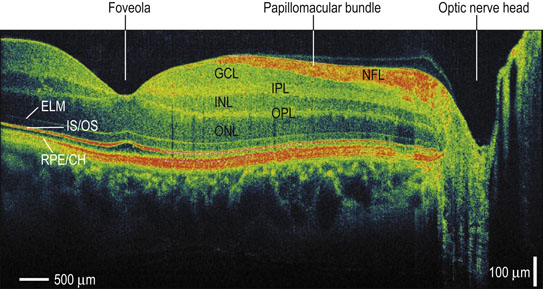 Foveola
Papillomacular bundle
Optic nerve head
GCL
IPL
NFL
ELM
INL
OPL
IS/OS
ONL
RPE/CH
500 µm
100 µm